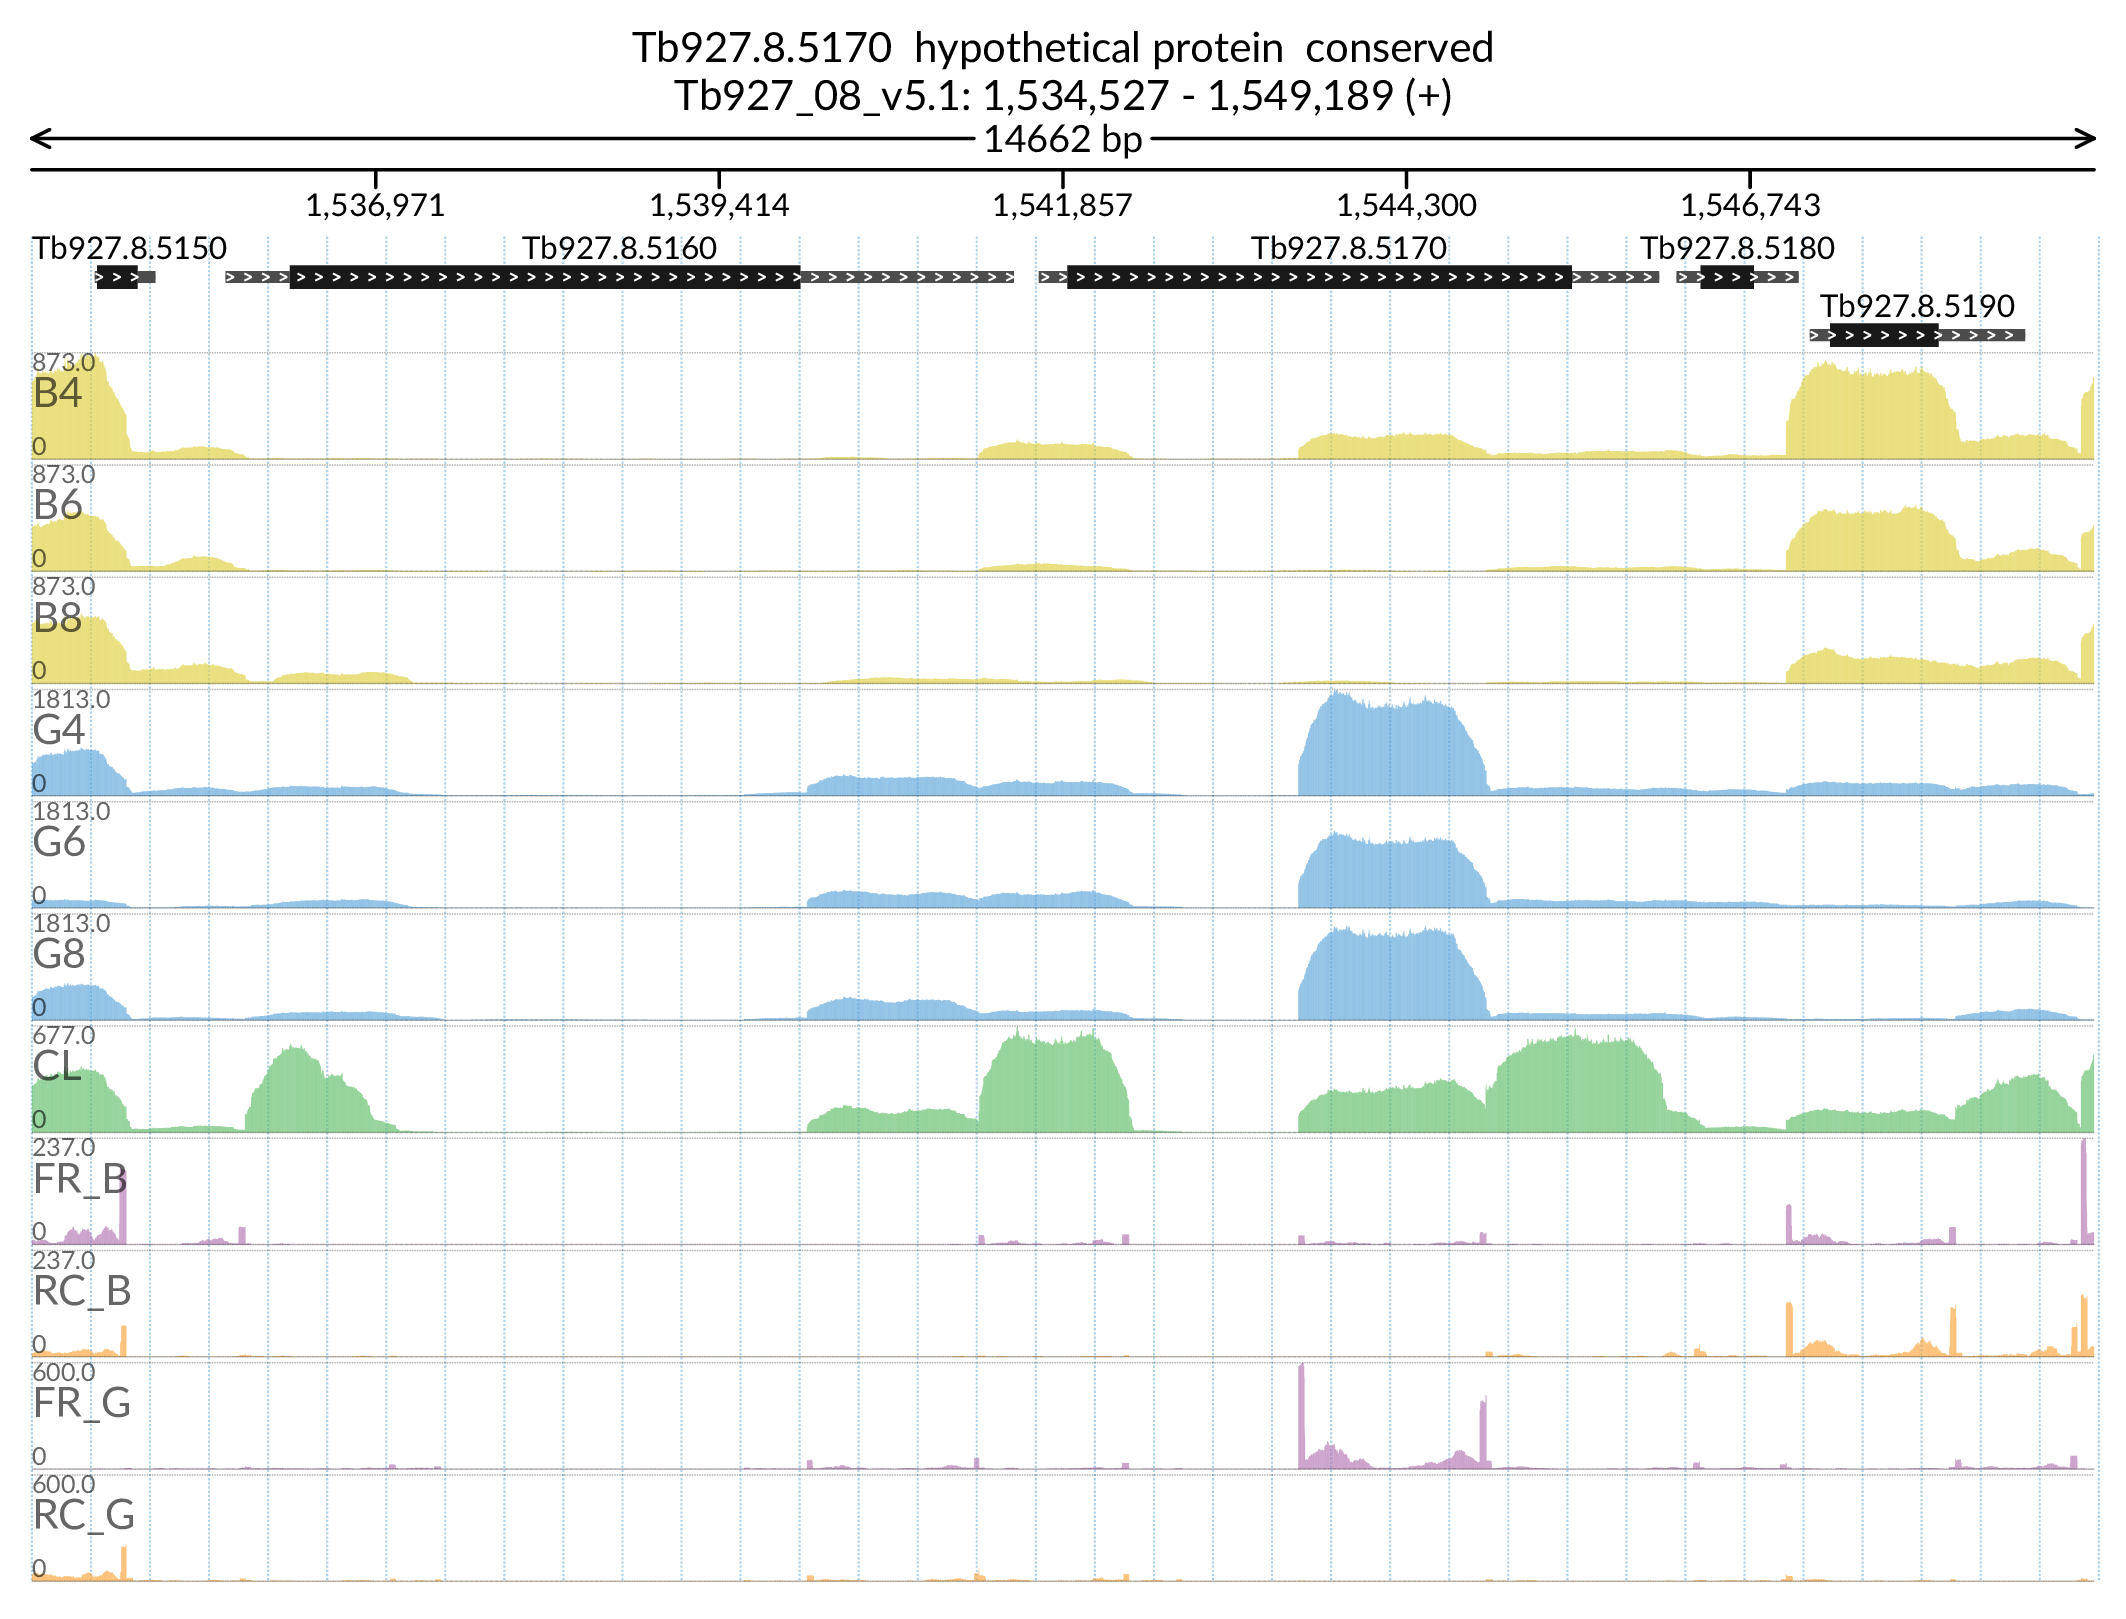 Tb927.8.5170  hypothetical protein  conserved
Tb927_08_v5.1: 1,534,527 - 1,549,189 (+)
14662 bp
1,536,971 1,539,414 1,541,857 1,544,300 1,546,743
Tb927.8.5150 Tb927.8.5160 Tb927.8.5170 Tb927.8.5180
Tb927.8.5190
873.0
B4
0
873.0
B6
0
873.0
B8
0
1813.0
G4
0
1813.0
G6
0
1813.0
G8
0
677.0
CL
0
237.0
FR_B
0
237.0
RC_B
0
600.0
FR_G
0
600.0
RC_G
0